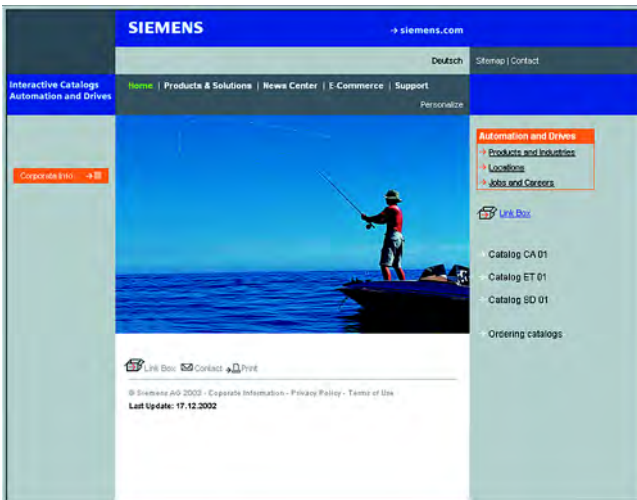 SIEMENS
→ siemens.com
Deutsch
Sitemap | Contact
Interactive Catalogs
Automation and Drives
Home | Products & Solutions | News Center | E-Commerce | Support
Personalize
Corporate Info...
Automation and Drives
→ Products and Industries
→ Locations
→ Jobs and Careers
Link Box
Catalog CA 01
Catalog ET 01
Catalog SD 01
Ordering catalogs
Link Box Contact Print
© Siemens AG 2003 - Coporate Information - Privacy Policy - Terms of Use
Last Update: 17.12.2002